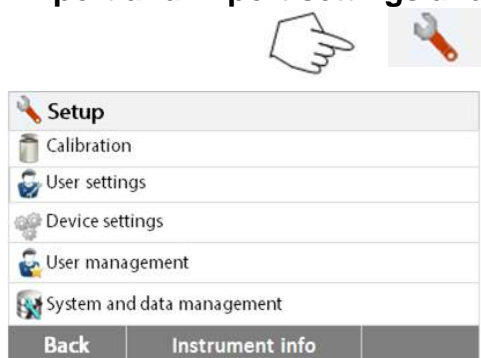 Setup
Calibration
User settings
Device settings
User management
System and data management
Back Instrument info